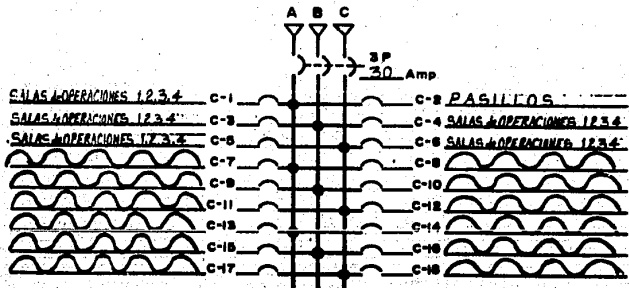 A B C
3P
30 Amp
SALAS de OPERACIONES 1.2.3.4 C-1 C-2 PASILLOS
SALAS de OPERACIONES 1.2.3.4 C-3 C-4 SALAS de OPERACIONES 1.2.3.4
SALAS de OPERACIONES 1.2.3.4 C-5 C-6 SALAS de OPERACIONES 1.2.3.4
C-7 C-8
C-9 C-10
C-11 C-12
C-13 C-14
C-15 C-16
C-17 C-18